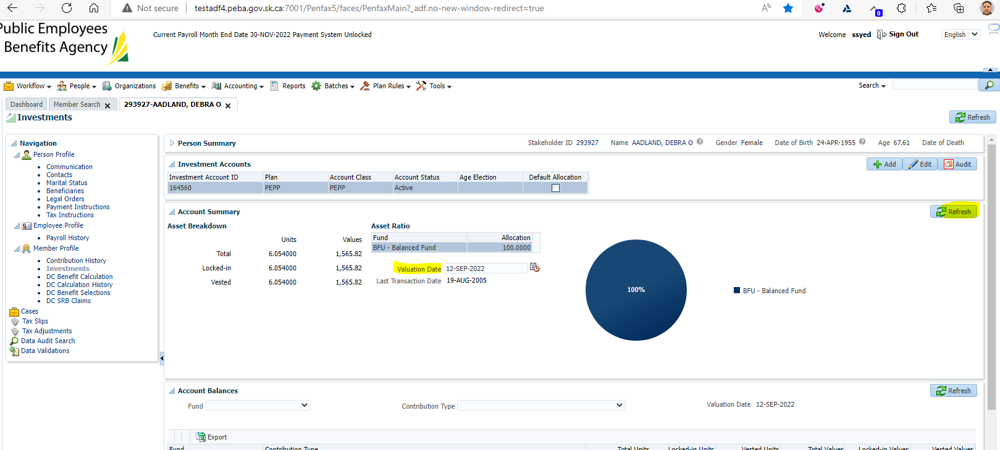 Not secure testadf4.peba.gov.sk.ca:7001/Penfax5/faces/PenfaxMain?_adf.no-new-window-redirect=true
0
Public Employees
Benefits Agency
Current Payroll Month End Date 30-NOV-2022 Payment System Unlocked
Welcome ssyed Sign Out English
Workflow People Organizations Benefits Accounting Reports Batches Plan Rules Tools Search
Dashboard Member Search 293927-AADLAND, DEBRA O
Investments Refresh
Navigation
Person Profile
Communication
Contacts
Marital Status
Beneficiaries
Legal Orders
Payment Instructions
Tax Instructions
Employee Profile
Payroll History
Member Profile
Contribution History
Investments
DC Benefit Calculation
DC Calculation History
DC Benefit Selections
DC SRB Claims
Cases
Tax Slips
Tax Adjustments
Data Audit Search
Data Validations
Person Summary Stakeholder ID 293927 Name AADLAND, DEBRA O Gender Female Date of Birth 24-APR-1955 Age 67.61 Date of Death
Investment Accounts Add Edit Audit
Investment Account ID Plan Account Class Account Status Age Election Default Allocation
164560 PEPP PEPP Active
Account Summary Refresh
Asset Breakdown
Units Values
Total 6.054000 1,565.82
Locked-in 6.054000 1,565.82
Vested 6.054000 1,565.82
Asset Ratio
Fund Allocation
BFU - Balanced Fund 100.0000
Valuation Date 12-SEP-2022
Last Transaction Date 19-AUG-2005
100%
BFU - Balanced Fund
Account Balances Refresh
Fund Contribution Type Valuation Date 12-SEP-2022
Export
Fund Contribution Type Total Units Locked-in Units Vested Units Total Values Locked-in Values Vested Values